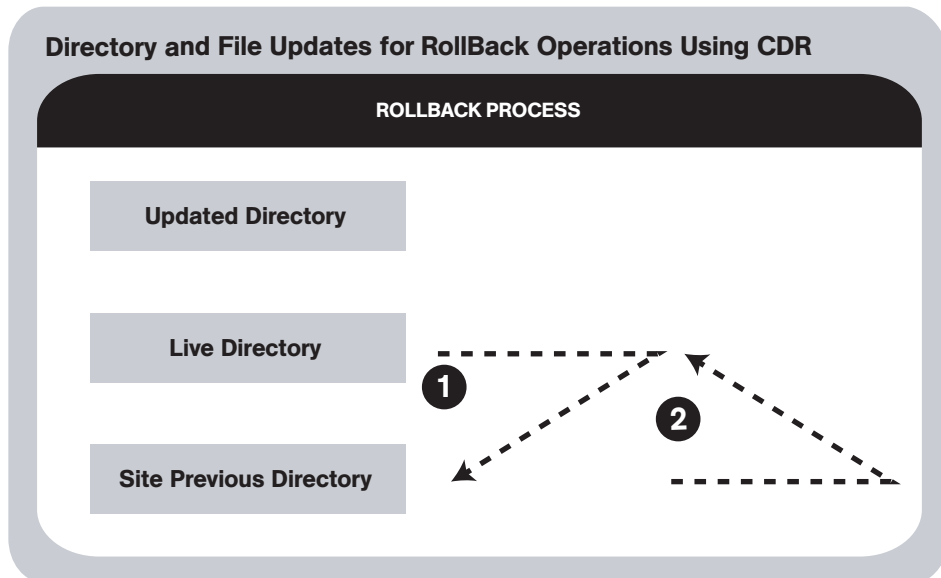 Directory and File Updates for RollBack Operations Using CDR
ROLLBACK PROCESS
Updated Directory
Live Directory
1
2
Site Previous Directory